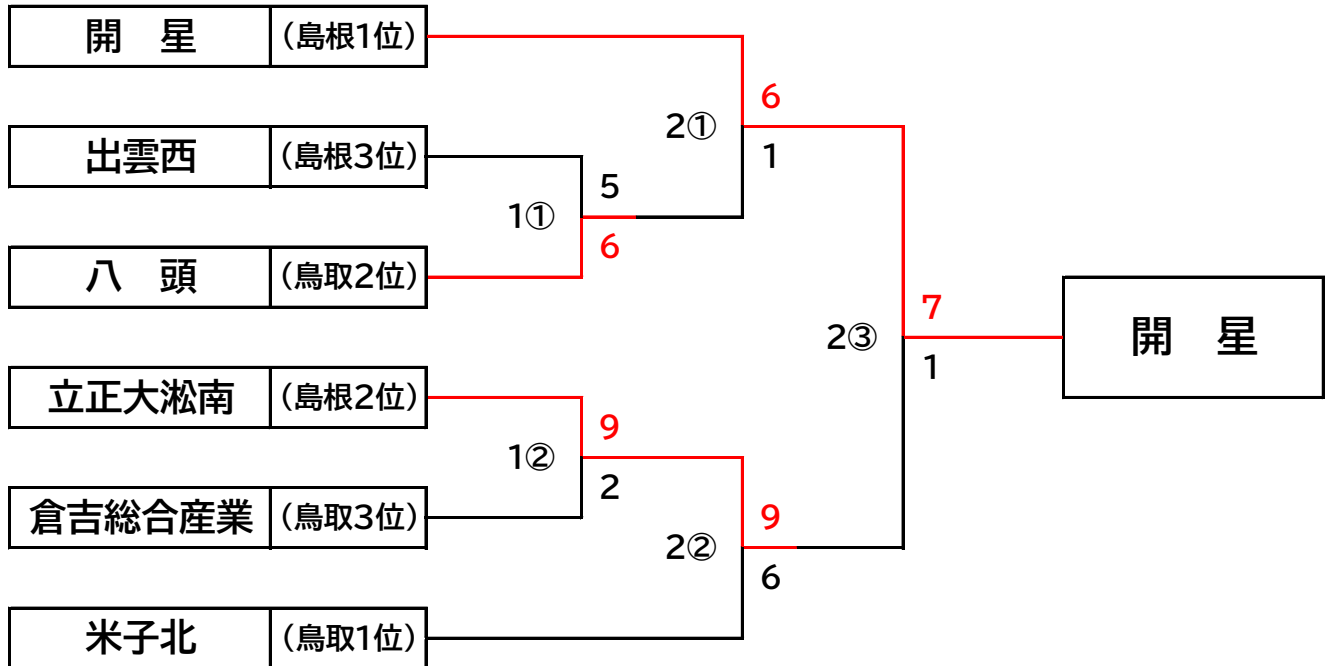 開　星 (島根1位)
6
2①
出雲西 (島根3位)
1
5
1①
6
八　頭 (鳥取2位)
7
2③
開　星
1
立正大淞南 (島根2位)
9
1②
2
倉吉総合産業 (鳥取3位)
9
2②
6
米子北 (鳥取1位)